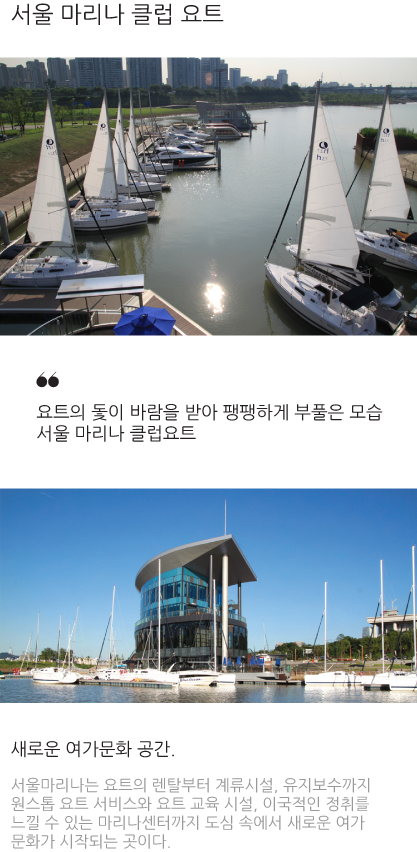 서울 마리나 클럽 요트
❝
요트의 돛이 바람을 받아 팽팽하게 부풀은 모습
서울 마리나 클럽요트
새로운 여가문화 공간.
서울마리나는 요트의 렌탈부터 계류시설, 유지보수까지
원스톱 요트 서비스와 요트 교육 시설, 이국적인 정취를
느낄 수 있는 마리나센터까지 도심 속에서 새로운 여가
문화가 시작되는 곳이다.